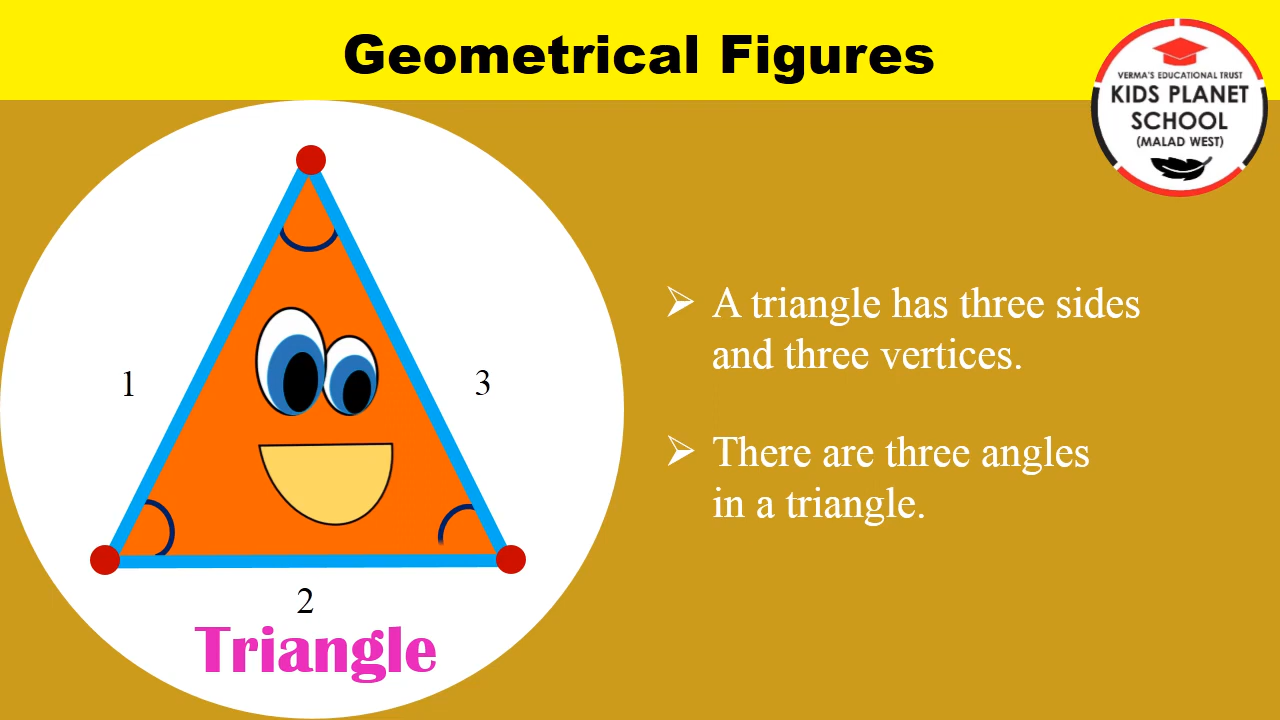 Geometrical Figures
VERMA'S EDUCATIONAL TRUST
KIDS PLANET
SCHOOL
(MALAD WEST)
1
3
2
Triangle
➢ A triangle has three sides
and three vertices.
➢ There are three angles
in a triangle.